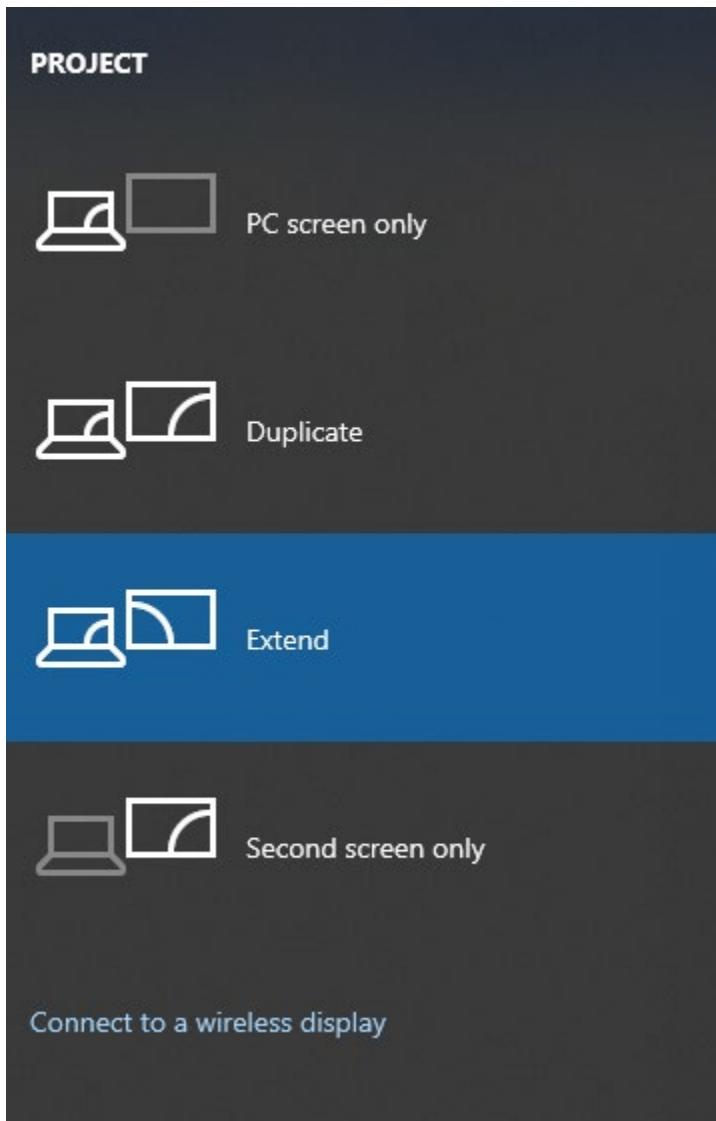 PROJECT
PC screen only
Duplicate
Extend
Second screen only
Connect to a wireless display